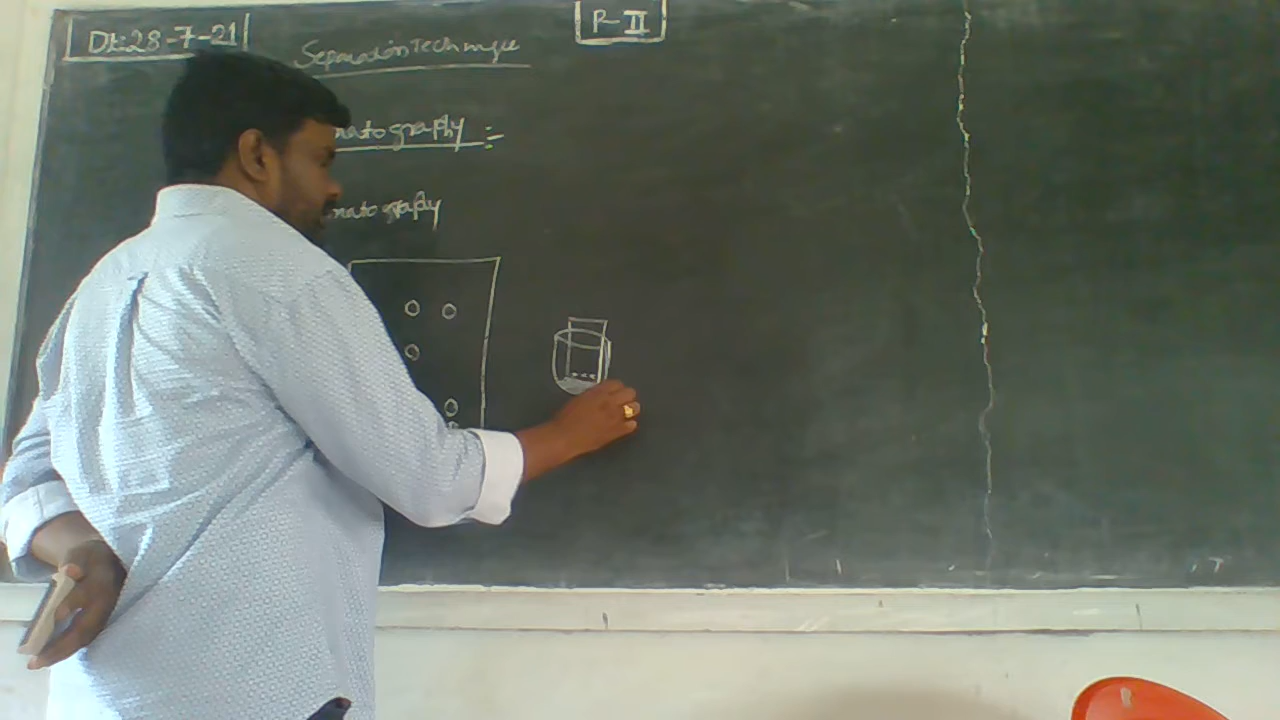 Dt:28-7-21
P-II
Separation Technique
matography :-
matography